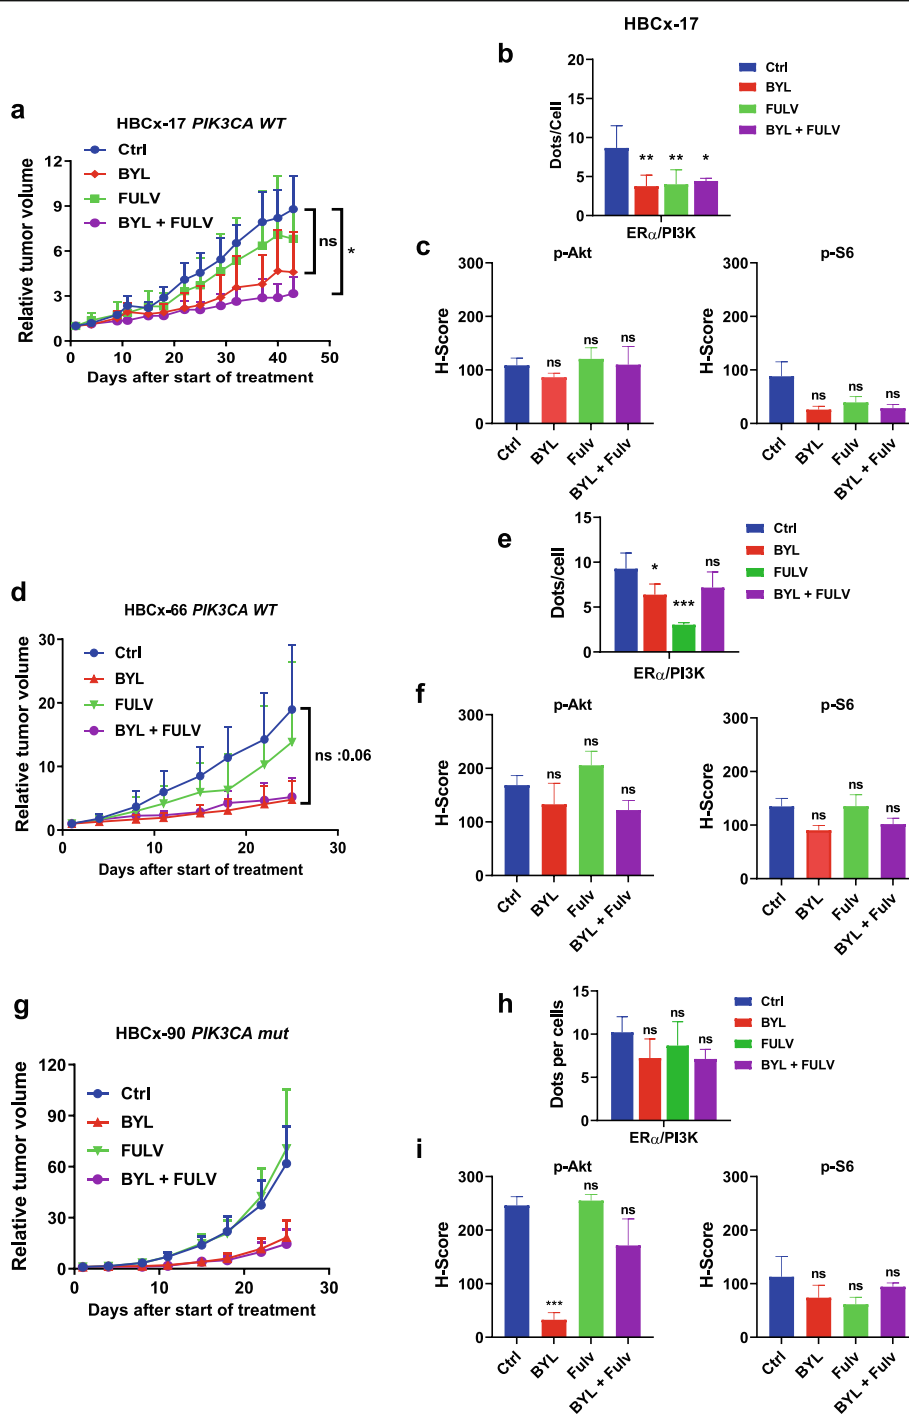 HBCx-17
a
HBCx-17 PIK3CA WT
Ctrl
BYL
FULV
BYL + FULV
Relative tumor volume
12
9
6
3
0
0 10 20 30 40 50
Days after start of treatment
ns
*
b
Dots/Cell
20
15
10
5
0
** ** *
ERα/PI3K
Ctrl
BYL
FULV
BYL + FULV
c
p-Akt
H-Score
300
200
100
0
ns ns ns
Ctrl BYL Fulv BYL + Fulv
p-S6
H-Score
300
200
100
0
ns ns ns
Ctrl BYL Fulv BYL + Fulv
d
HBCx-66 PIK3CA WT
Ctrl
BYL
FULV
BYL + FULV
Relative tumor volume
30
20
10
0
0 10 20 30
Days after start of treatment
ns :0.06
e
Dots/cell
15
10
5
0
* *** ns
ERα/PI3K
Ctrl
BYL
FULV
BYL + FULV
f
p-Akt
H-Score
300
200
100
0
ns ns ns
Ctrl BYL Fulv BYL + Fulv
p-S6
H-Score
300
200
100
0
ns ns ns
Ctrl BYL Fulv BYL + Fulv
g
HBCx-90 PIK3CA mut
Ctrl
BYL
FULV
BYL + FULV
Relative tumor volume
120
90
60
30
0
0 10 20 30
Days after start of treatment
h
Dots per cells
15
10
5
0
ns ns ns
ERα/PI3K
Ctrl
BYL
FULV
BYL + FULV
i
p-Akt
H-Score
300
200
100
0
*** ns ns
Ctrl BYL Fulv BYL + Fulv
p-S6
H-Score
300
200
100
0
ns ns ns
Ctrl BYL Fulv BYL + Fulv